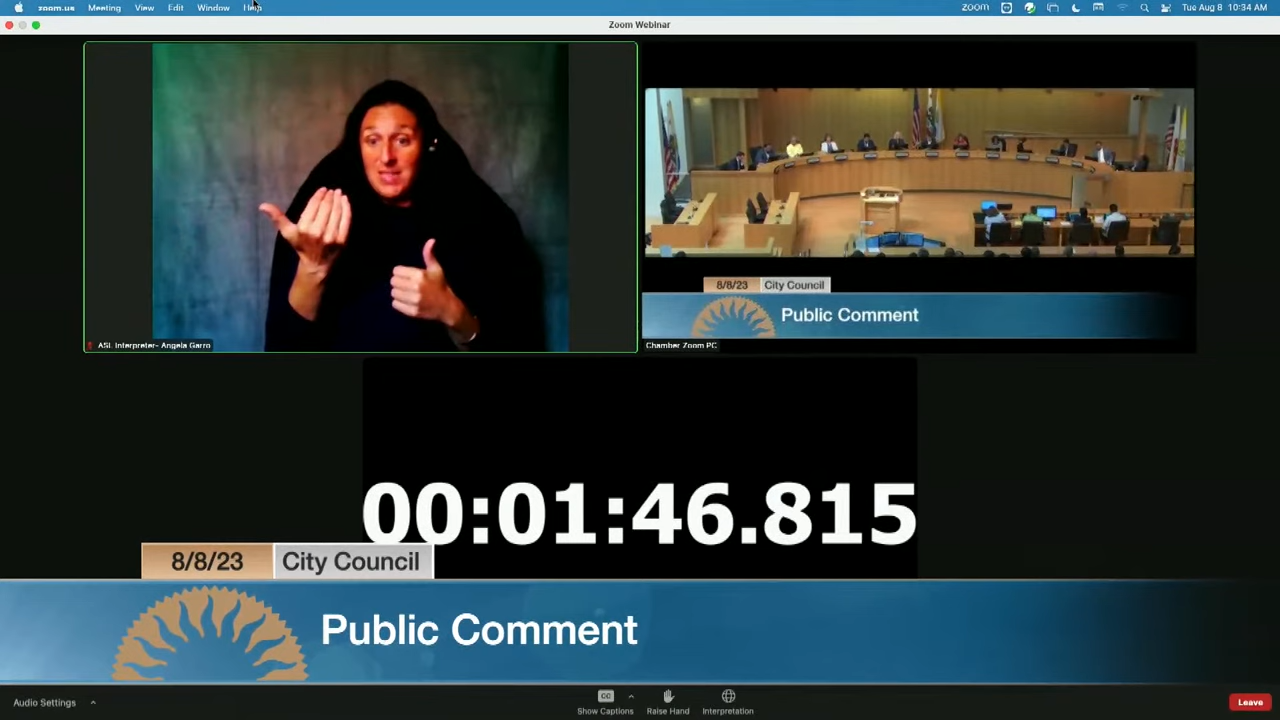 zoom.us Meeting View Edit Window Help
zoom Tue Aug 8 10:34 AM
Zoom Webinar
8/8/23 City Council
Public Comment
ASL Interpreter- Angela Garro
Chamber Zoom PC
00:01:46.815
8/8/23 City Council
Public Comment
Audio Settings
CC
Show Captions Raise Hand Interpretation
Leave